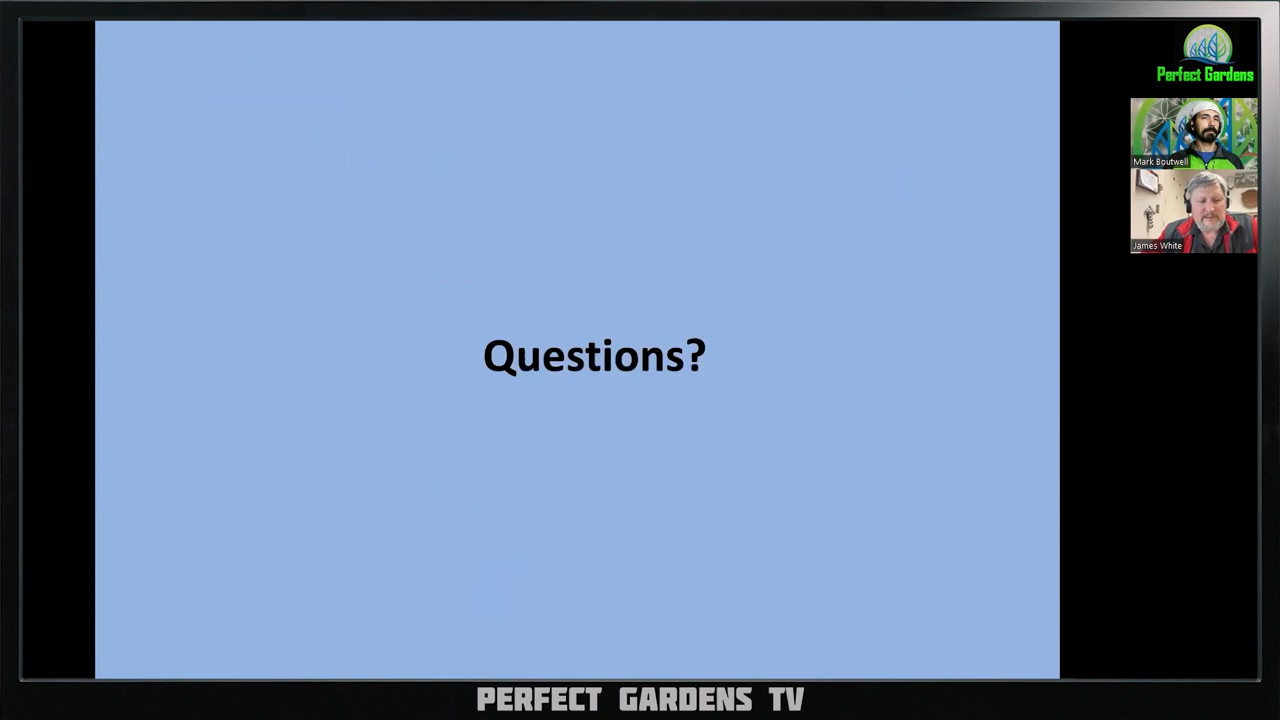 Perfect Gardens
Mark Boutwell
James White
Questions?
PERFECT GARDENS TV